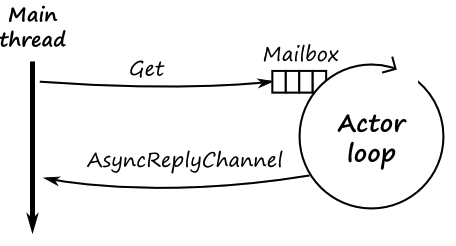 Main
thread
Get
Mailbox
Actor
loop
AsyncReplyChannel